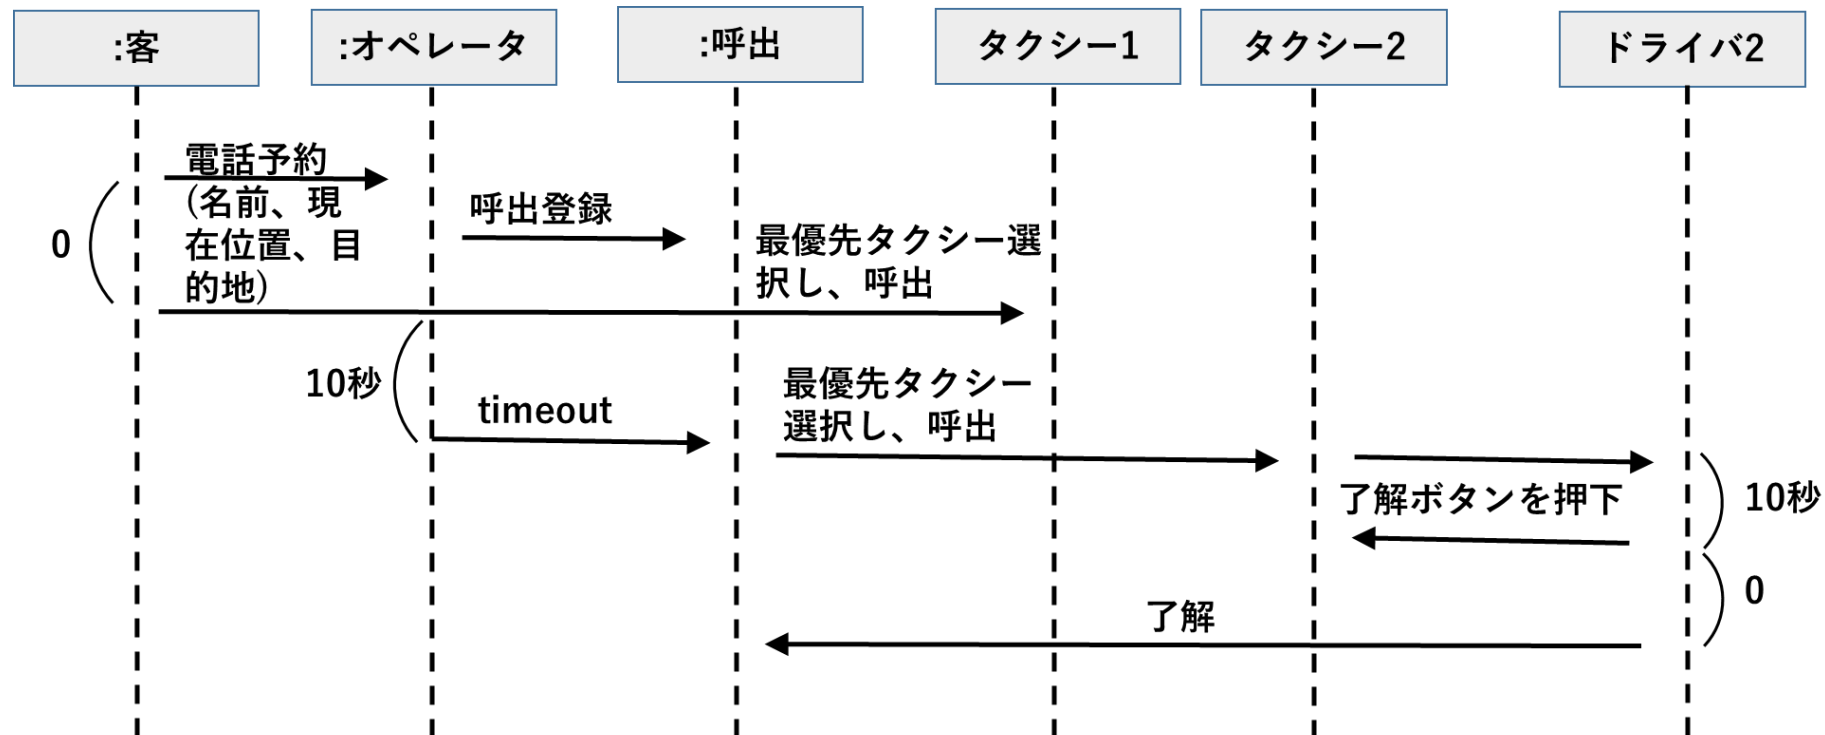 :客
:オペレータ
:呼出
タクシー1
タクシー2
ドライバ2
電話予約
(名前、現
在位置、目
的地)
0
呼出登録
最優先タクシー選
択し、呼出
10秒
timeout
最優先タクシー
選択し、呼出
了解ボタンを押下
10秒
0
了解